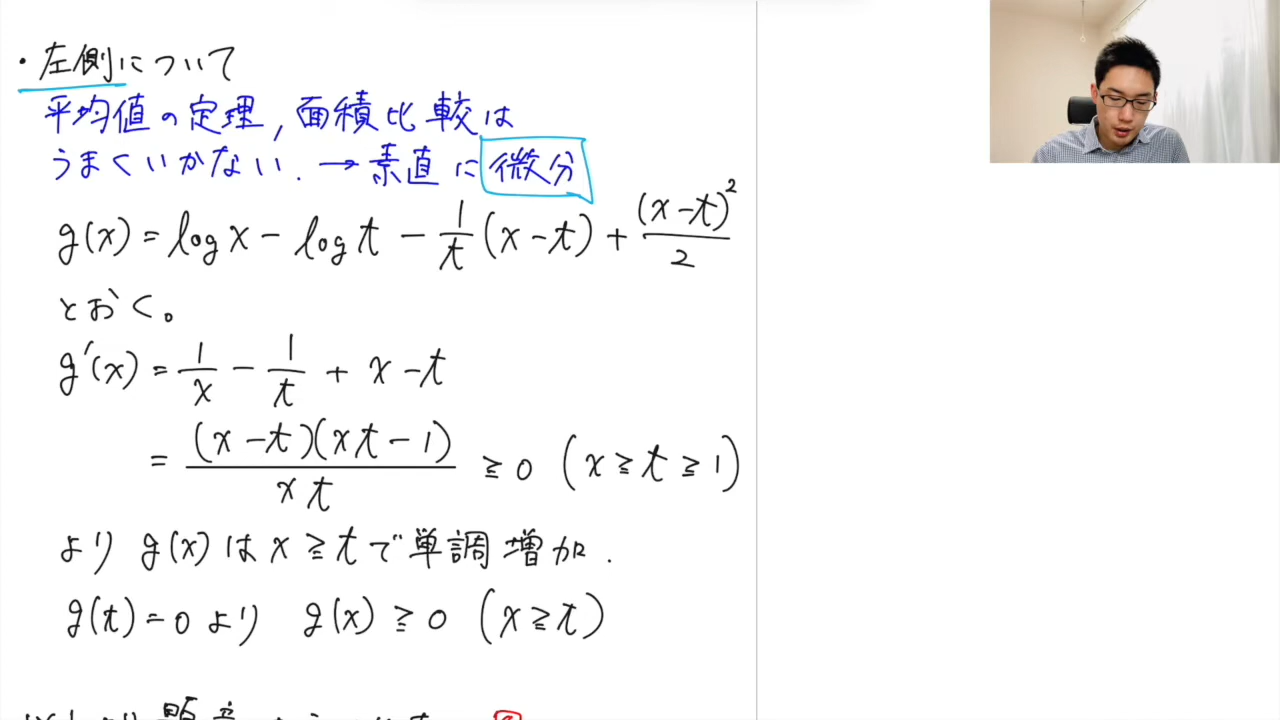 ・左側について
平均値の定理, 面積比較は
うまくいかない. → 素直に 微分
g(x) = log x − log t − 1/t (x − t) + (x − t)²/2
とおく。
g'(x) = 1/x − 1/t + x − t
= (x − t)(xt − 1)/xt ≧ 0 (x ≧ t ≧ 1)
より g(x) は x ≧ t で 単調増加.
g(t) = 0 より g(x) ≧ 0 (x ≧ t)